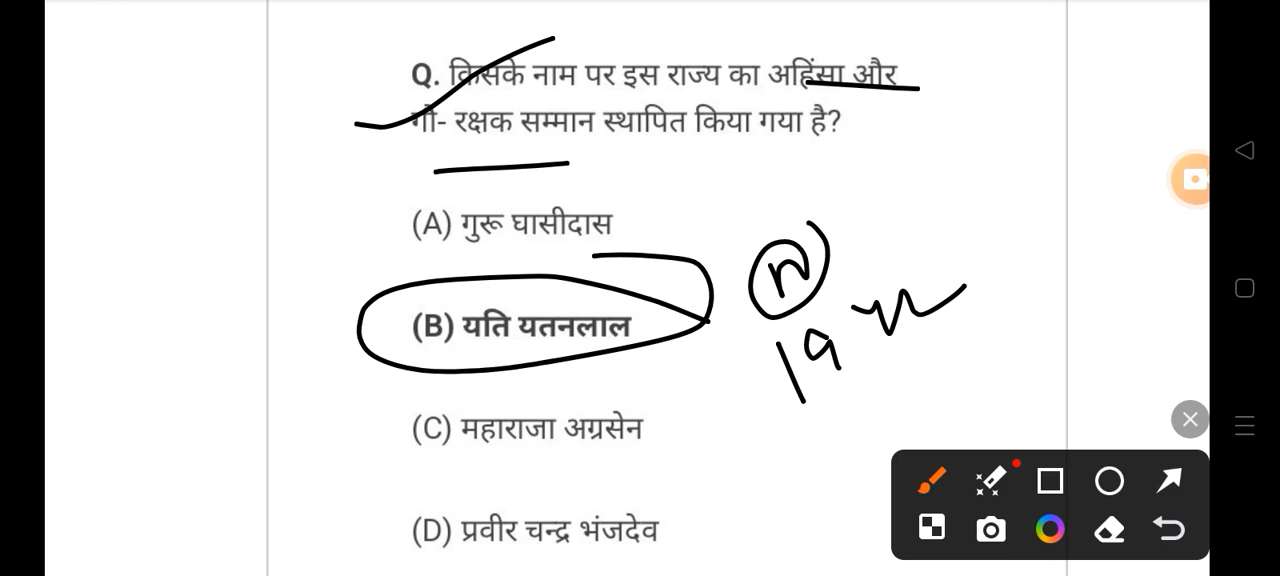 Q. किसके नाम पर इस राज्य का अहिंसा और
गौ- रक्षक सम्मान स्थापित किया गया है?
(A) गुरू घासीदास
(B) यति यतनलाल
(C) महाराजा अग्रसेन
(D) प्रवीर चन्द्र भंजदेव